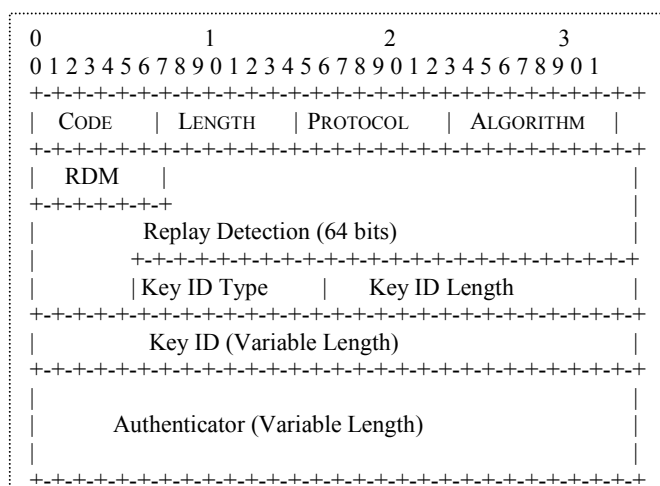 0 1 2 3
0 1 2 3 4 5 6 7 8 9 0 1 2 3 4 5 6 7 8 9 0 1 2 3 4 5 6 7 8 9 0 1
+-+-+-+-+-+-+-+-+-+-+-+-+-+-+-+-+-+-+-+-+-+-+-+-+-+-+-+-+-+-+-+-+
| CODE | LENGTH | PROTOCOL | ALGORITHM |
+-+-+-+-+-+-+-+-+-+-+-+-+-+-+-+-+-+-+-+-+-+-+-+-+-+-+-+-+-+-+-+-+
| RDM | |
+-+-+-+-+-+-+-+ |
| Replay Detection (64 bits) |
| +-+-+-+-+-+-+-+-+-+-+-+-+-+-+-+-+-+-+-+-+-+-+-+-+-+-+
| | Key ID Type | Key ID Length |
+-+-+-+-+-+-+-+-+-+-+-+-+-+-+-+-+-+-+-+-+-+-+-+-+-+-+-+-+-+-+-+-+
| Key ID (Variable Length) |
+-+-+-+-+-+-+-+-+-+-+-+-+-+-+-+-+-+-+-+-+-+-+-+-+-+-+-+-+-+-+-+-+
| |
| Authenticator (Variable Length) |
| |
+-+-+-+-+-+-+-+-+-+-+-+-+-+-+-+-+-+-+-+-+-+-+-+-+-+-+-+-+-+-+-+-+